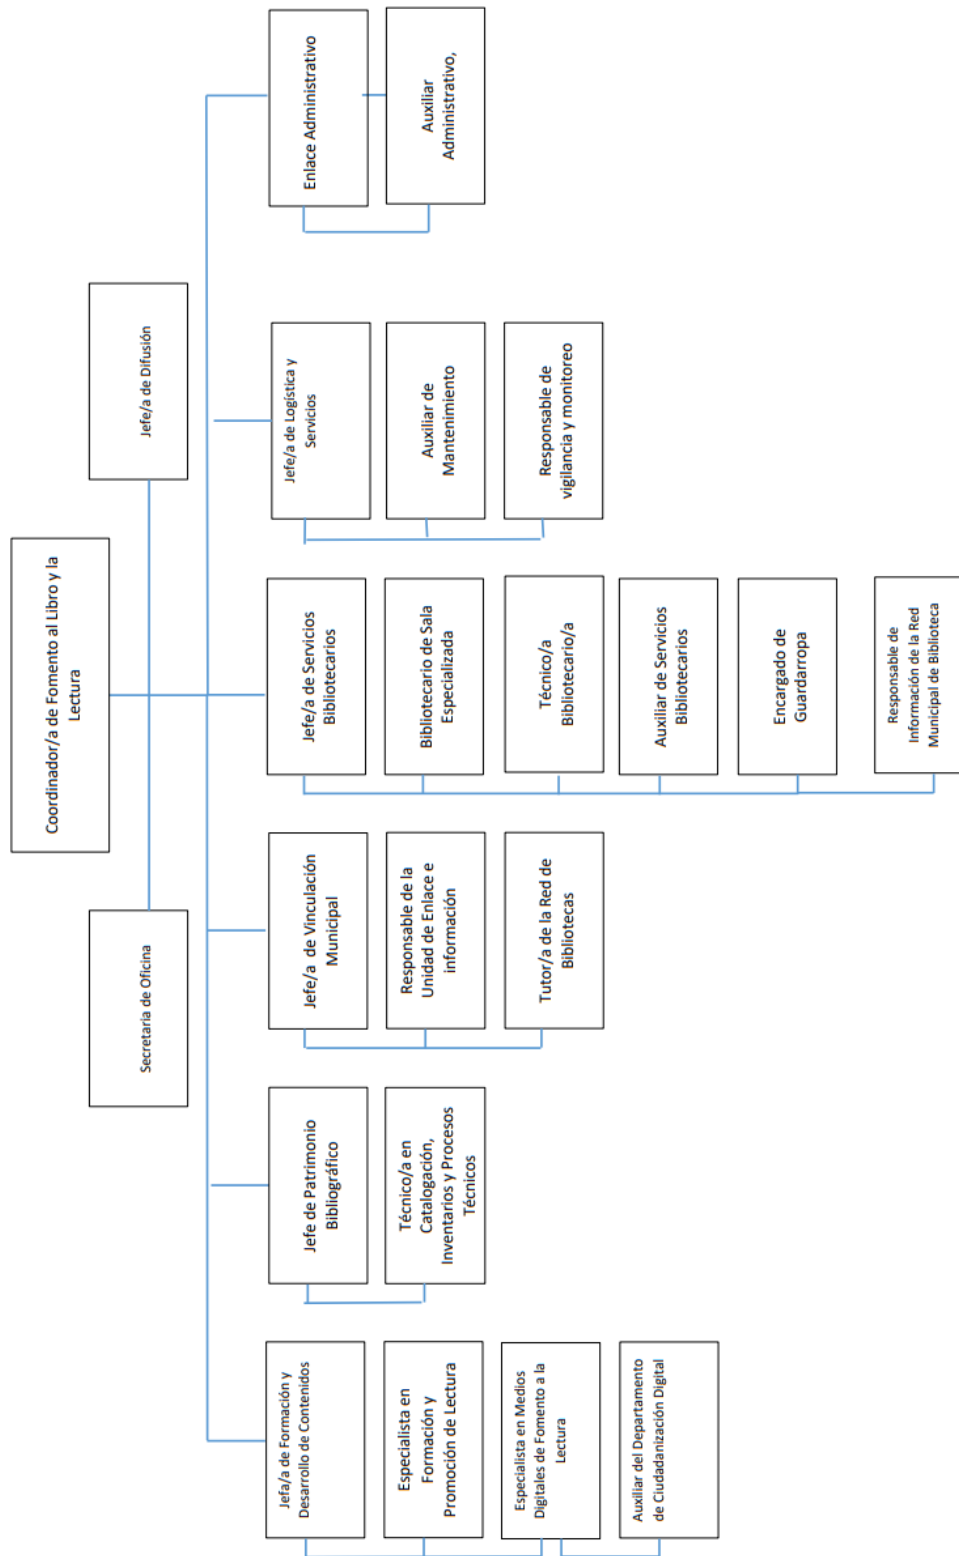 Coordinador/a de Fomento al Libro y la
Lectura
Secretaria de Oficina
Jefe/a de Difusión
Jefa/a de Formación y
Desarrollo de Contenidos
Especialista en
Formación y
Promoción de Lectura
Especialista en Medios
Digitales de Fomento a la
Lectura
Auxiliar del Departamento
de Ciudadanización Digital
Jefe de Patrimonio
Bibliográfico
Técnico/a en
Catalogación,
Inventarios y Procesos
Técnicos
Jefe/a de Vinculación
Municipal
Responsable de la
Unidad de Enlace e
información
Tutor/a de la Red de
Bibliotecas
Jefe/a de Servicios
Bibliotecarios
Bibliotecario de Sala
Especializada
Técnico/a
Bibliotecario/a
Auxiliar de Servicios
Bibliotecarios
Encargado de
Guardarropa
Responsable de
Información de la Red
Municipal de Biblioteca
Jefe/a de Logística y
Servicios
Auxiliar de
Mantenimiento
Responsable de
vigilancia y monitoreo
Enlace Administrativo
Auxiliar
Administrativo,